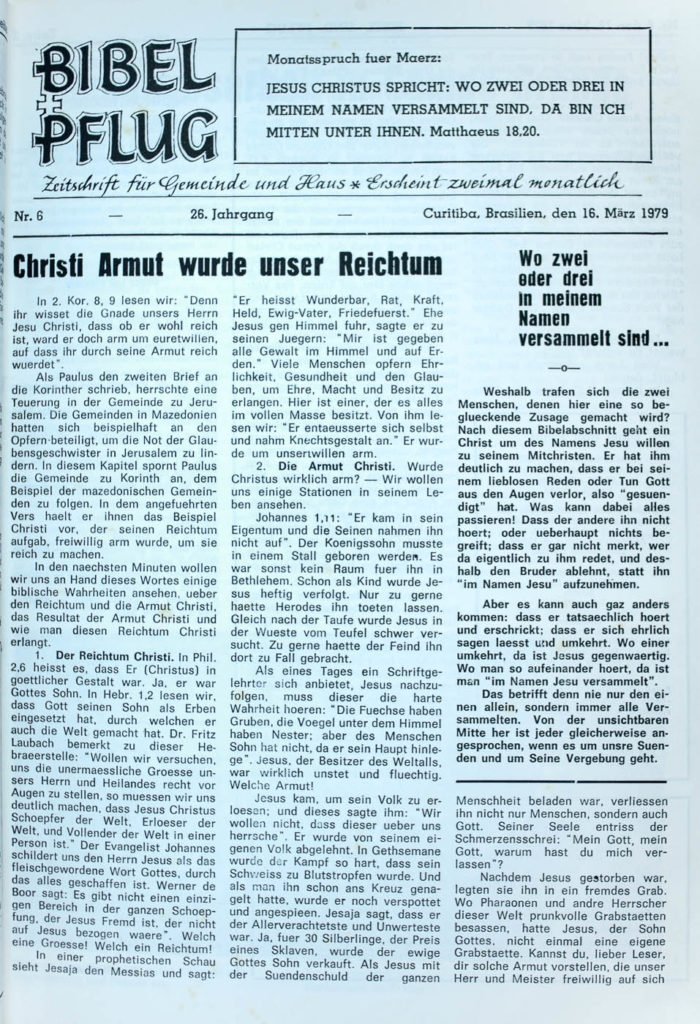 BIBEL
PFLUG
Monatsspruch fuer Maerz:
JESUS CHRISTUS SPRICHT: WO ZWEI ODER DREI IN
MEINEM NAMEN VERSAMMELT SIND, DA BIN ICH
MITTEN UNTER IHNEN. Matthaeus 18,20.
Zeitschrift für Gemeinde und Haus * Erscheint zweimal monatlich
Nr. 6 — 26. Jahrgang — Curitiba, Brasilien, den 16. März 1979
Christi Armut wurde unser Reichtum
In 2. Kor. 8, 9 lesen wir: "Denn
ihr wisset die Gnade unsers Herrn
Jesu Christi, dass ob er wohl reich
ist, ward er doch arm um euretwillen,
auf dass ihr durch seine Armut reich
wuerdet".
Als Paulus den zweiten Brief an
die Korinther schrieb, herrschte eine
Teuerung in der Gemeinde zu Jeru-
salem. Die Gemeinden in Mazedonien
hatten sich beispielhaft an den
Opfern beteiligt, um die Not der Glau-
bensgeschwister in Jerusalem zu lin-
dern. In diesem Kapitel spornt Paulus
die Gemeinde zu Korinth an, dem
Beispiel der mazedonischen Gemein-
den zu folgen. In dem angefuehrten
Vers haelt er ihnen das Beispiel
Christi vor, der seinen Reichtum
aufgab, freiwillig arm wurde, um sie
reich zu machen.
In den naechsten Minuten wollen
wir uns an Hand dieses Wortes einige
biblische Wahrheiten ansehen, ueber
den Reichtum und die Armut Christi,
das Resultat der Armut Christi und
wie man diesen Reichtum Christi
erlangt.
1. Der Reichtum Christi. In Phil.
2,6 heisst es, dass Er (Christus) in
goettlicher Gestalt war. Ja, er war
Gottes Sohn. In Hebr. 1,2 lesen wir,
dass Gott seinen Sohn als Erben
eingesetzt hat, durch welchen er
auch die Welt gemacht hat. Dr. Fritz
Laubach bemerkt zu dieser He-
braeerstelle: "Wollen wir versuchen,
uns die unermaessliche Groesse un-
sers Herrn und Heilandes recht vor
Augen zu stellen, so muessen wir uns
deutlich machen, dass Jesus Christus
Schoepfer der Welt, Erloeser der
Welt, und Vollender der Welt in einer
Person ist." Der Evangelist Johannes
schildert uns den Herrn Jesus als das
fleischgewordene Wort Gottes, durch
das alles geschaffen ist. Werner de
Boor sagt: Es gibt nicht einen einzi-
gen Bereich in der ganzen Schoep-
fung, der Jesus Fremd ist, der nicht
auf Jesus bezogen waere". Welch
eine Groesse! Welch ein Reichtum!
In einer prophetischen Schau
sieht Jesaja den Messias und sagt:
"Er heisst Wunderbar, Rat, Kraft,
Held, Ewig-Vater, Friedefuerst." Ehe
Jesus gen Himmel fuhr, sagte er zu
seinen Juegern: "Mir ist gegeben
alle Gewalt im Himmel und auf Er-
den." Viele Menschen opfern Ehr-
lichkeit, Gesundheit und den Glau-
ben, um Ehre, Macht und Besitz zu
erlangen. Hier ist einer, der es alles
im vollen Masse besitzt. Von ihm le-
sen wir: "Er entaeusserte sich selbst
und nahm Knechtsgestalt an." Er wur-
de um unsertwillen arm.
2. Die Armut Christi. Wurde
Christus wirklich arm? — Wir wollen
uns einige Stationen in seinem Le-
ben ansehen.
Johannes 1,11: "Er kam in sein
Eigentum und die Seinen nahmen ihn
nicht auf". Der Koenigssohn musste
in einem Stall geboren werden. Es
war sonst kein Raum fuer ihn in
Bethlehem. Schon als Kind wurde Je-
sus heftig verfolgt. Nur zu gerne
haette Herodes ihn toeten lassen.
Gleich nach der Taufe wurde Jesus in
der Wueste vom Teufel schwer ver-
sucht. Zu gerne haette der Feind ihn
dort zu Fall gebracht.
Als eines Tages ein Schriftge-
lehrter sich anbietet, Jesus nachzu-
folgen, muss dieser die harte
Wahrheit hoeren: "Die Fuechse haben
Gruben, die Voegel unter dem Himmel
haben Nester; aber des Menschen
Sohn hat nicht, da er sein Haupt hinle-
ge". Jesus, der Besitzer des Weltalls,
war wirklich unstet und fluechtig.
Welche Armut!
Jesus kam, um sein Volk zu er-
loesen; und dieses sagte ihm: "Wir
wollen nicht, dass dieser ueber uns
herrsche". Er wurde von seinem ei-
genen Volk abgelehnt. In Gethsemane
wurde der Kampf so hart, dass sein
Schweiss zu Blutstropfen wurde. Und
als man ihn schon ans Kreuz gena-
gelt hatte, wurde er noch verspottet
und angespieen. Jesaja sagt, dass er
der Allerverachteteste und Unwerteste
war. Ja, fuer 30 Silberlinge, der Preis
eines Sklaven, wurde der ewige
Gottes Sohn verkauft. Als Jesus mit
der Suendenschuld der ganzen
Wo zwei
oder drei
in meinem
Namen
versammelt sind...
—o—
Weshalb trafen sich die zwei
Menschen, denen hier eine so be-
glueckende Zusage gemacht wird?
Nach diesem Bibelabschnitt geht ein
Christ um des Namens Jesu willen
zu seinem Mitchristen. Er hat ihm
deutlich zu machen, dass er bei sei-
nem lieblosen Reden oder Tun Gott
aus den Augen verlor, also "gesuen-
digt" hat. Was kann dabei alles
passieren! Dass der andere ihn nicht
hoert; oder ueberhaupt nichts be-
greift; dass er gar nicht merkt, wer
da eigentlich zu ihm redet, und des-
halb den Bruder ablehnt, statt ihn
"im Namen Jesu" aufzunehmen.
Aber es kann auch gaz anders
kommen: dass er tatsaechlich hoert
und erschrickt; dass er sich ehrlich
sagen laesst und umkehrt. Wo einer
umkehrt, da ist Jesus gegenwaertig.
Wo man so aufeinander hoert, da ist
man "im Namen Jesu versammelt".
Das betrifft denn nie nur den ei-
nen allein, sondern immer alle Ver-
sammelten. Von der unsichtbaren
Mitte her ist jeder gleicherweise an-
gesprochen, wenn es um unsre Suen-
den und um Seine Vergebung geht.
Menschheit beladen war, verliessen
ihn nicht nur Menschen, sondern auch
Gott. Seiner Seele entriss der
Schmerzensschrei: "Mein Gott, mein
Gott, warum hast du mich ver-
lassen"?
Nachdem Jesus gestorben war,
legten sie ihn in ein fremdes Grab.
Wo Pharaonen und andre Herrscher
dieser Welt prunkvolle Grabstaetten
besassen, hatte Jesus, der Sohn
Gottes, nicht einmal eine eigene
Grabstaette. Kannst du, lieber Leser,
dir solche Armut vorstellen, die unser
Herr und Meister freiwillig auf sich